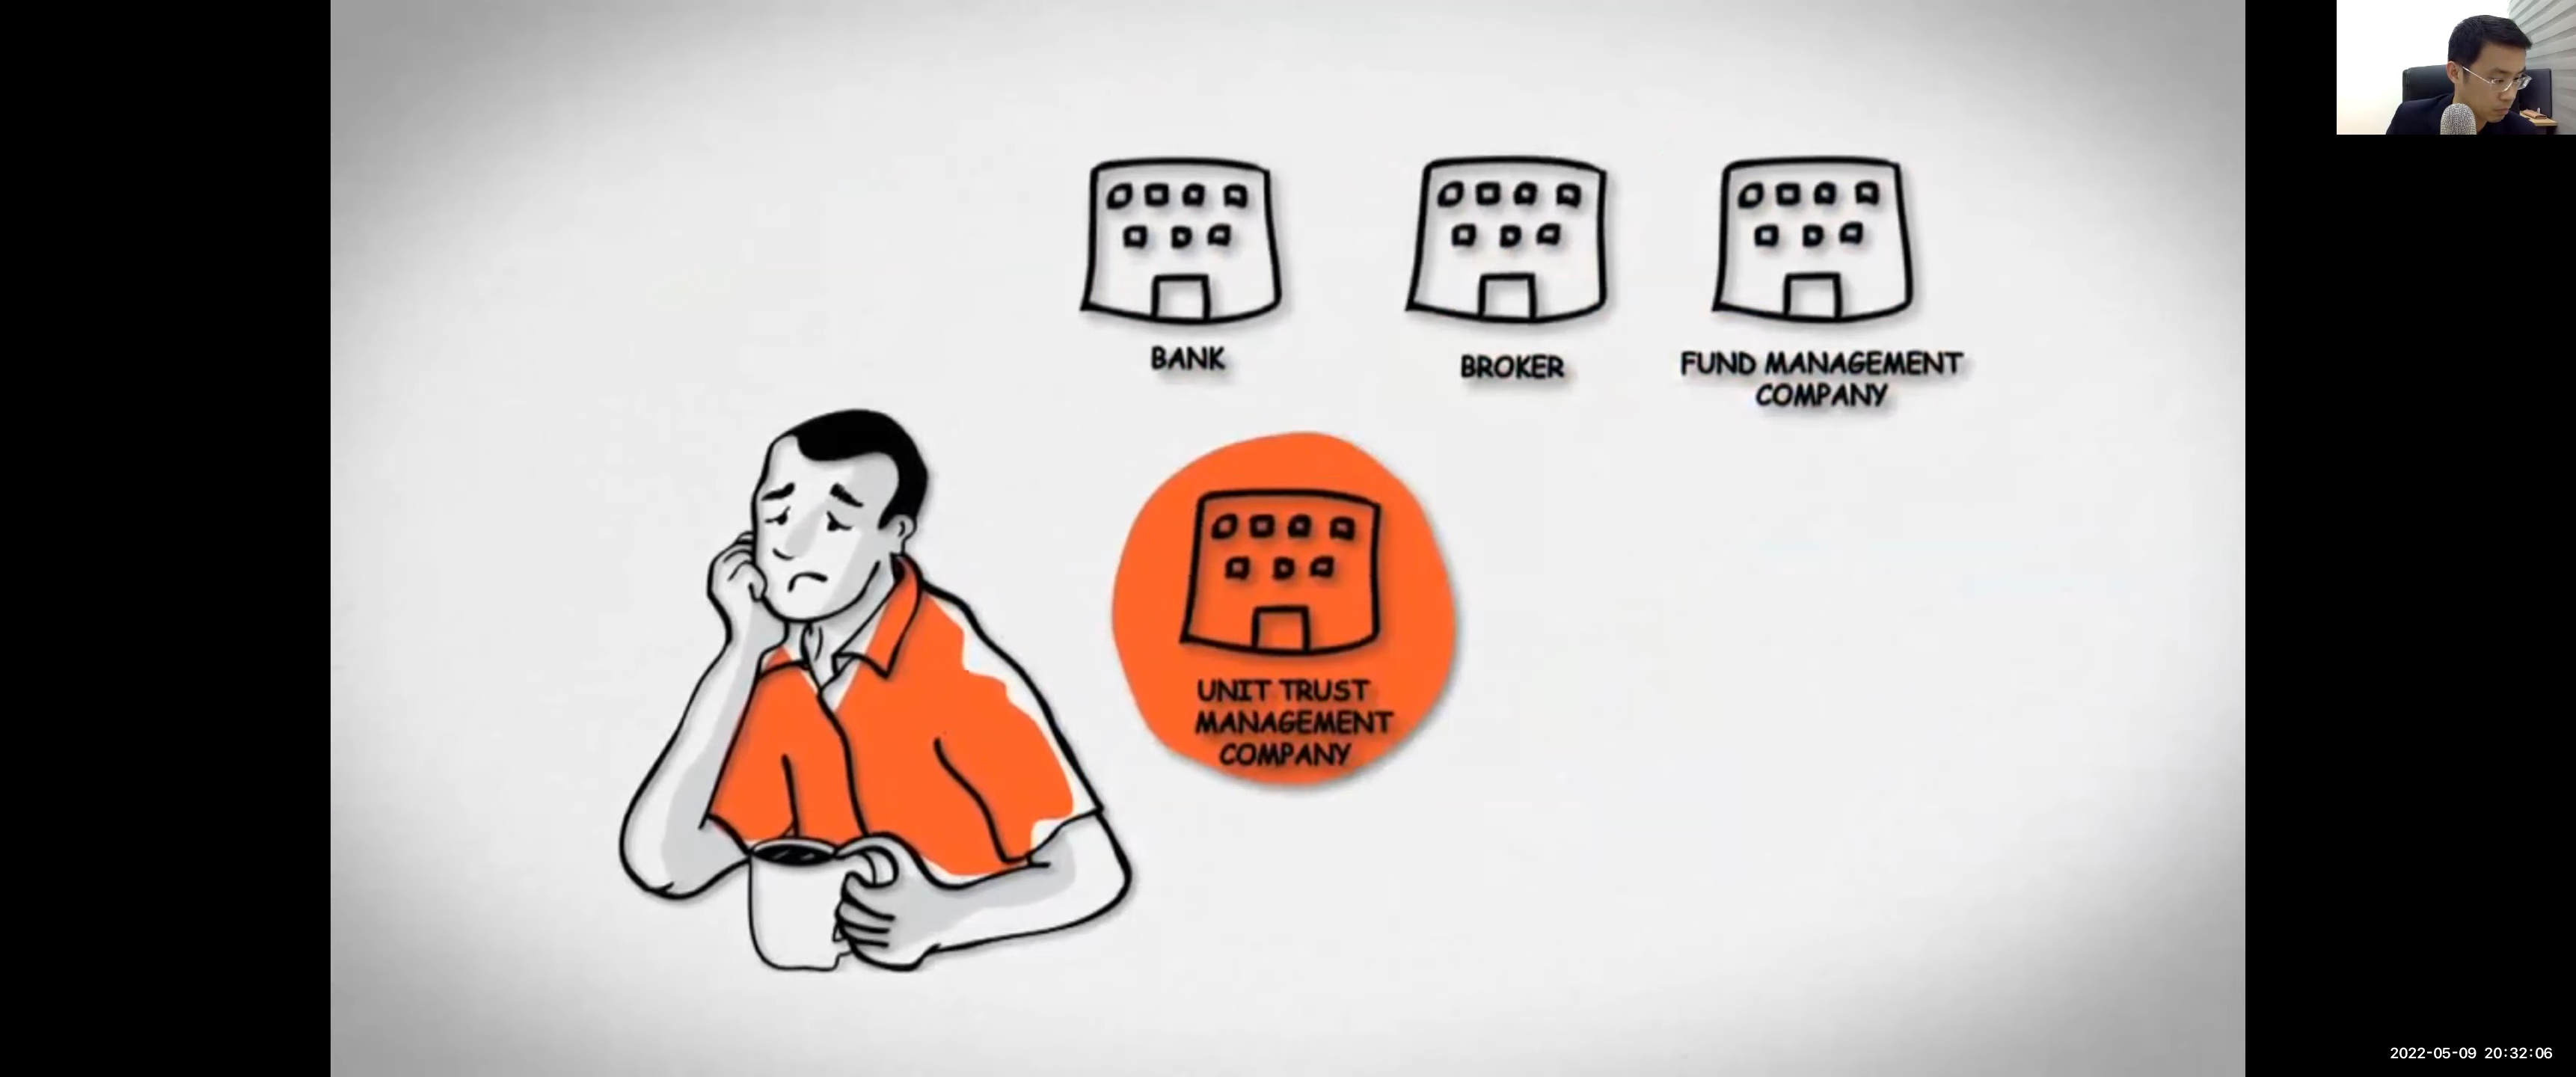 BANK
BROKER
FUND MANAGEMENT
COMPANY
UNIT TRUST
MANAGEMENT
COMPANY
2022-05-09 20:32:06